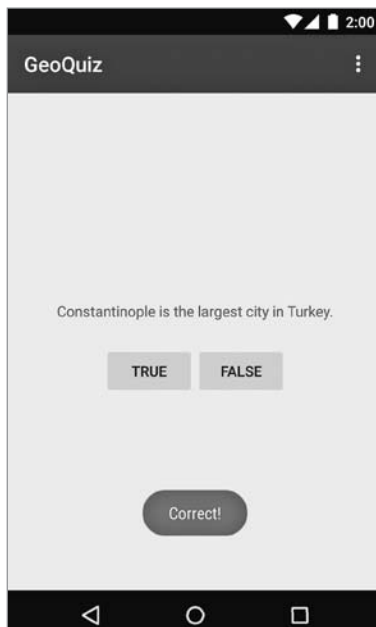 2:00
GeoQuiz
Constantinople is the largest city in Turkey.
TRUE FALSE
Correct!